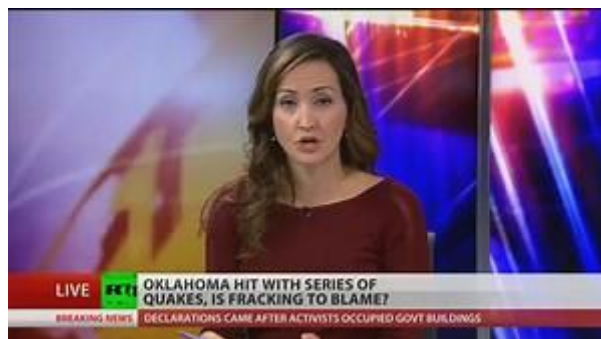 LIVE
RT
OKLAHOMA HIT WITH SERIES OF
QUAKES, IS FRACKING TO BLAME?
BREAKING NEWS
DECLARATIONS CAME AFTER ACTIVISTS OCCUPIED GOVT BUILDINGS